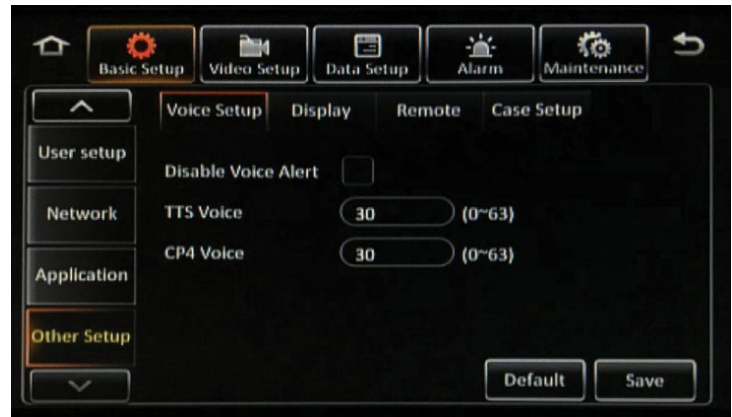 Basic Setup Video Setup Data Setup Alarm Maintenance
Voice Setup Display Remote Case Setup
User setup
Disable Voice Alert
Network TTS Voice 30 (0~63)
CP4 Voice 30 (0~63)
Application
Other Setup
Default Save